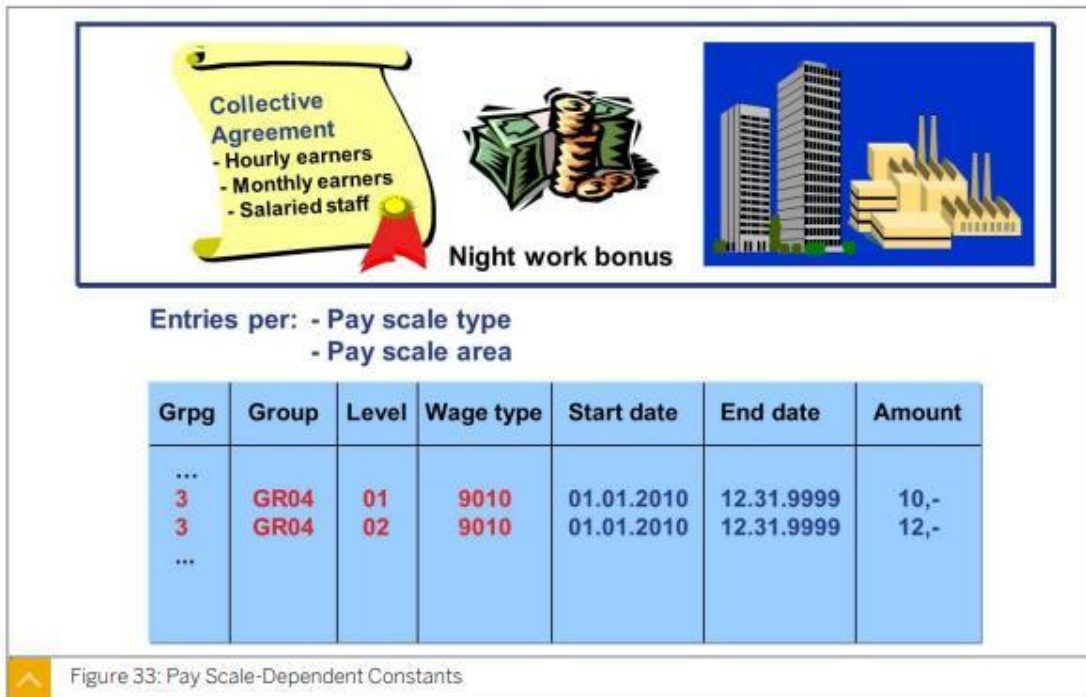 Collective
Agreement
- Hourly earners
- Monthly earners
- Salaried staff
Night work bonus
Entries per: - Pay scale type
- Pay scale area
Grpg Group Level Wage type Start date End date Amount
...
3 GR04 01 9010 01.01.2010 12.31.9999 10,-
3 GR04 02 9010 01.01.2010 12.31.9999 12,-
...
Figure 33: Pay Scale-Dependent Constants